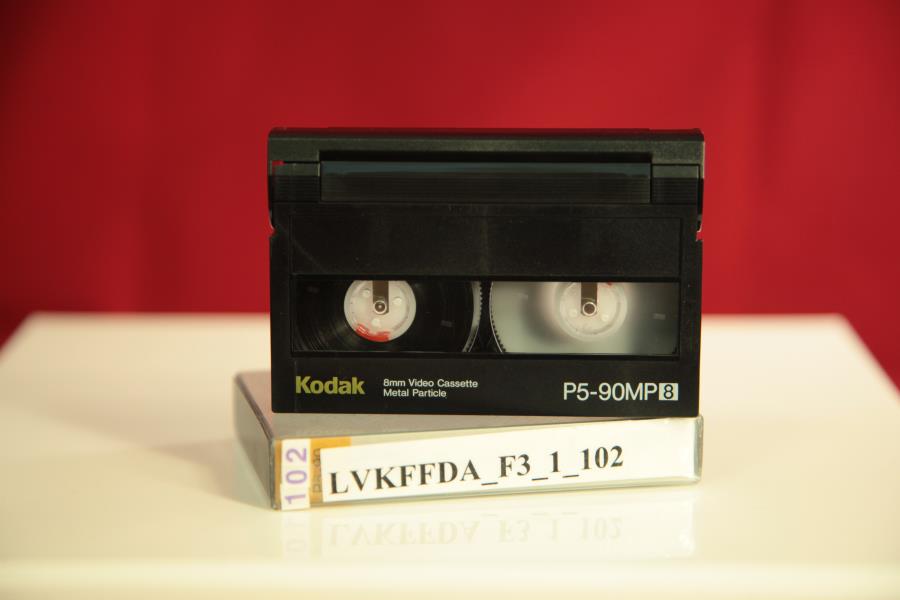 Kodak
8mm Video Cassette
Metal Particle
P5-90MP8
102
LVKFFDA_F3_1_102